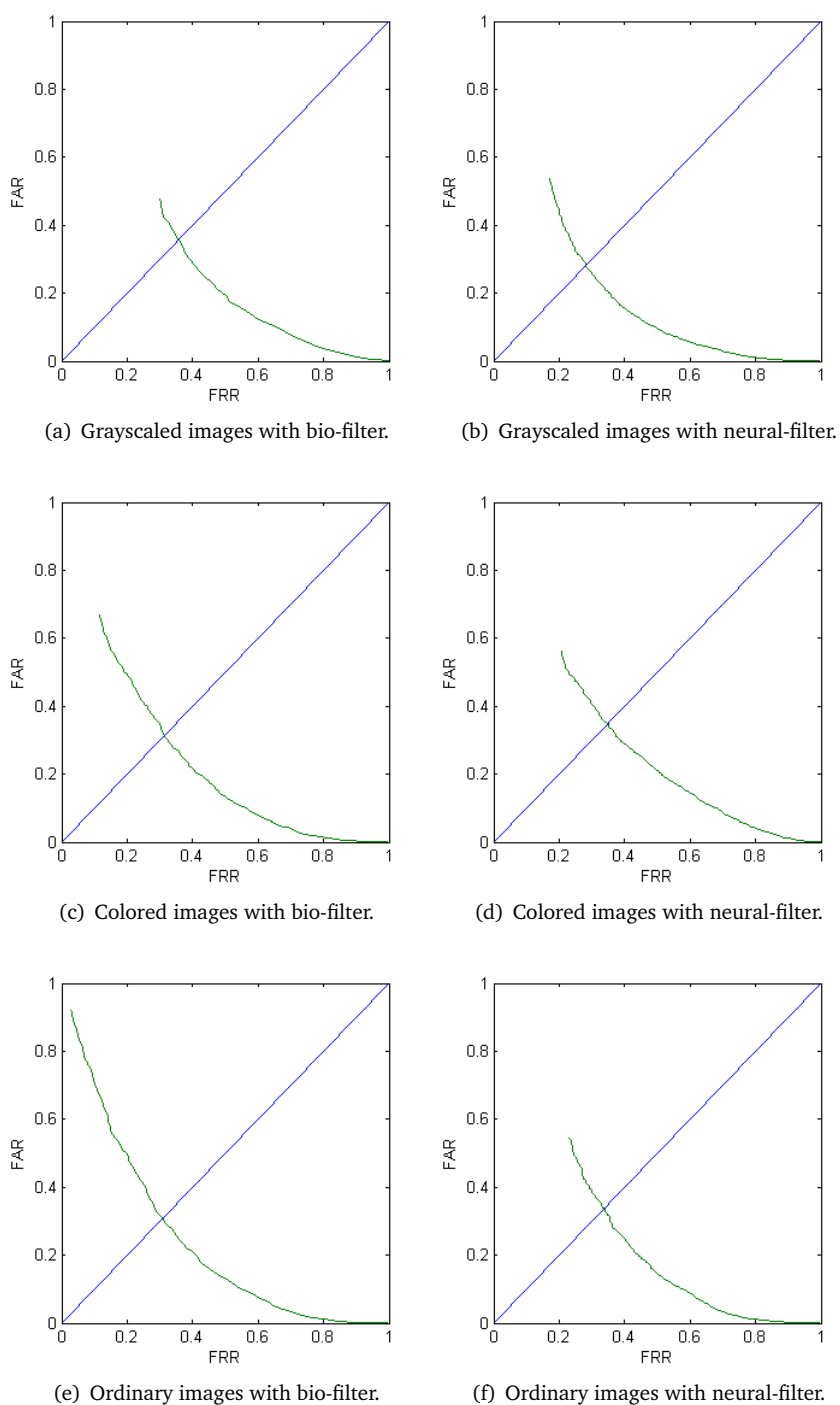 1
0.8
0.6
FAR
0.4
0.2
0
0 0.2 0.4 0.6 0.8 1
FRR
(a) Grayscaled images with bio-filter.
1
0.8
0.6
FAR
0.4
0.2
0
0 0.2 0.4 0.6 0.8 1
FRR
(b) Grayscaled images with neural-filter.
1
0.8
0.6
FAR
0.4
0.2
0
0 0.2 0.4 0.6 0.8 1
FRR
(c) Colored images with bio-filter.
1
0.8
0.6
FAR
0.4
0.2
0
0 0.2 0.4 0.6 0.8 1
FRR
(d) Colored images with neural-filter.
1
0.8
0.6
FAR
0.4
0.2
0
0 0.2 0.4 0.6 0.8 1
FRR
(e) Ordinary images with bio-filter.
1
0.8
0.6
FAR
0.4
0.2
0
0 0.2 0.4 0.6 0.8 1
FRR
(f) Ordinary images with neural-filter.